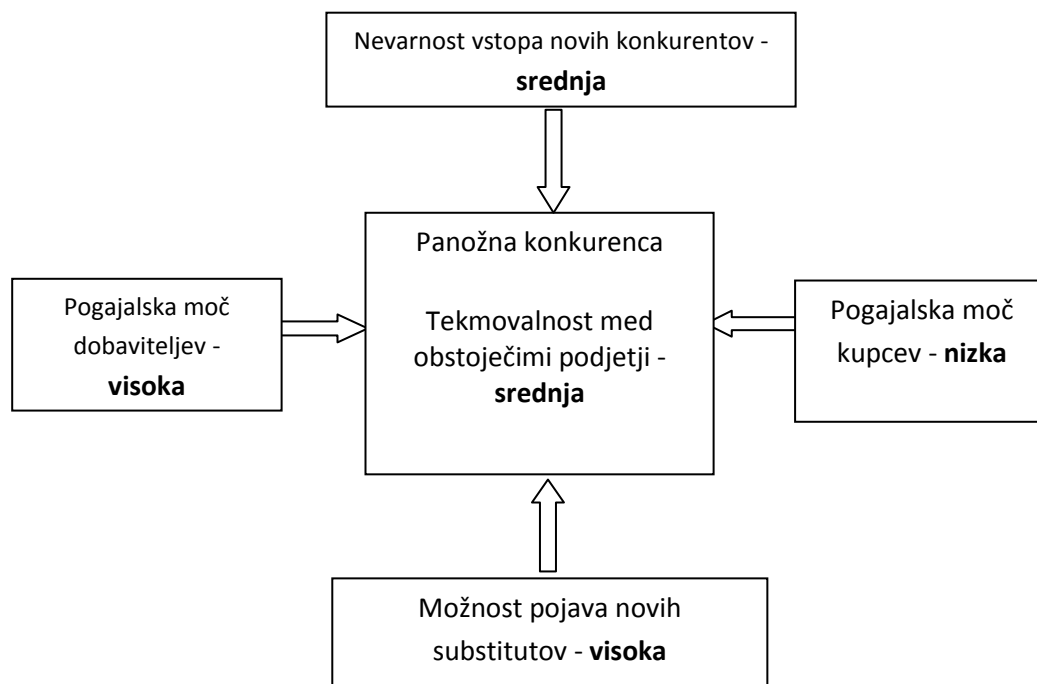 Nevarnost vstopa novih konkurentov -
srednja
Pogajalska moč
dobaviteljev -
visoka
Panožna konkurenca
Tekmovalnost med
obstoječimi podjetji -
srednja
Pogajalska moč
kupcev - nizka
Možnost pojava novih
substitutov - visoka